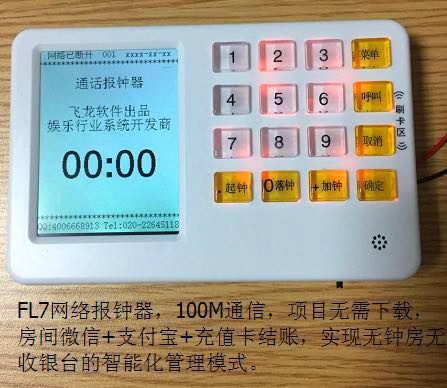 网络已断开 001 xxxx-xx-xx
通话报钟器
飞龙软件出品
娱乐行业系统开发商
00:00
QQ:4006668913 Tel:020-22645118
1 2 3 菜单
4 5 6 呼叫
7 8 9 取消
.起钟 0落钟 +加钟 确定
刷卡区
FL7网络报钟器，100M通信，项目无需下载，
房间微信+支付宝+充值卡结账，实现无钟房无
收银台的智能化管理模式。